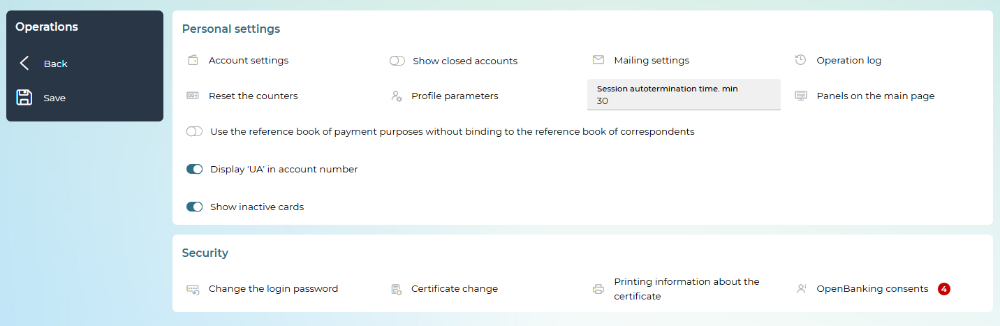 Operations
Back
Save
Personal settings
Account settings
Show closed accounts
Mailing settings
Operation log
Reset the counters
Profile parameters
Session autotermination time. min
30
Panels on the main page
Use the reference book of payment purposes without binding to the reference book of correspondents
Display 'UA' in account number
Show inactive cards
Security
Change the login password
Certificate change
Printing information about the
certificate
OpenBanking consents 4